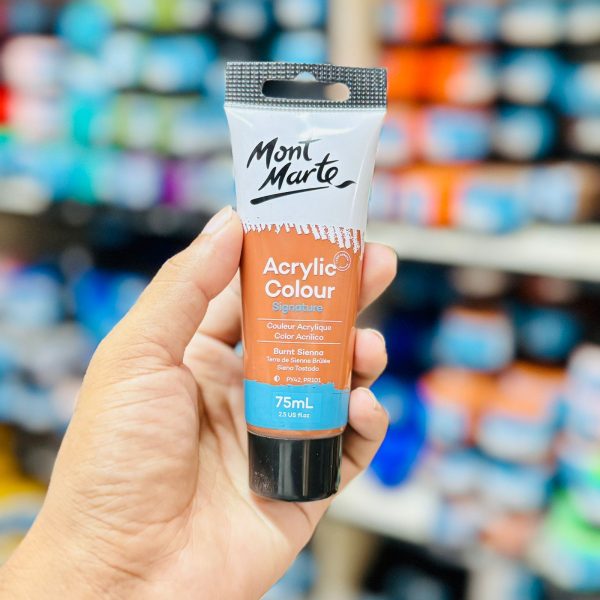 Mont
Marte
Acrylic
Colour
Signature
Couleur Acrylique
Color Acrílico
Burnt Sienna
Terre de Sienne Brûlée
Siena Tostado
PY42, PR101
75mL
2.5 US fl.oz